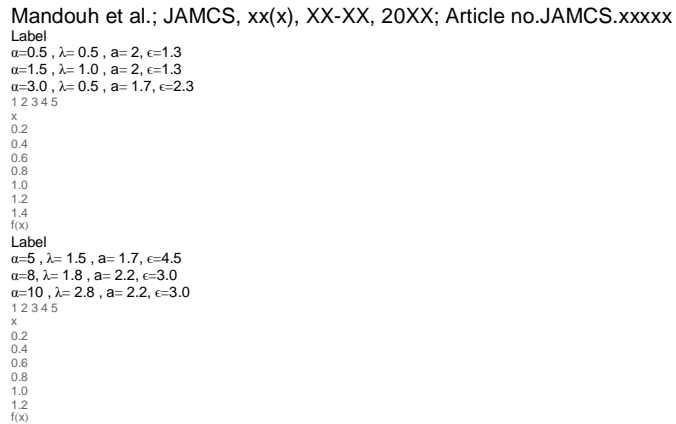 Mandouh et al.; JAMCS, xx(x), XX-XX, 20XX; Article no.JAMCS.xxxxx
Label
α=0.5 , λ= 0.5 , a= 2, ϵ=1.3
α=1.5 , λ= 1.0 , a= 2, ϵ=1.3
α=3.0 , λ= 0.5 , a= 1.7, ϵ=2.3
1 2 3 4 5
x
0.2
0.4
0.6
0.8
1.0
1.2
1.4
f(x)
Label
α=5 , λ= 1.5 , a= 1.7, ϵ=4.5
α=8, λ= 1.8 , a= 2.2, ϵ=3.0
α=10 , λ= 2.8 , a= 2.2, ϵ=3.0
1 2 3 4 5
x
0.2
0.4
0.6
0.8
1.0
1.2
f(x)